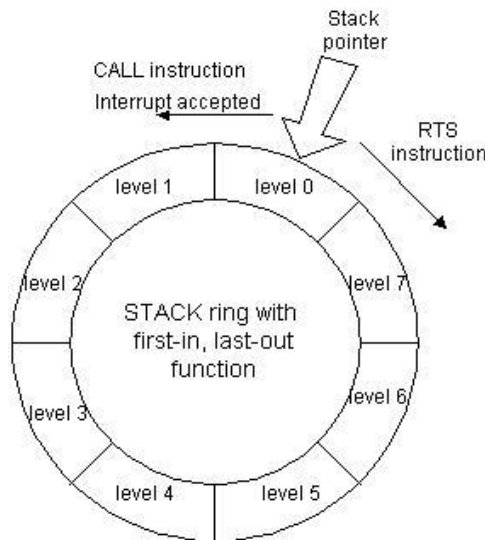 Stack
pointer
CALL instruction
Interrupt accepted
RTS
instruction
level 1
level 0
level 2
level 7
STACK ring with
first-in, last-out
function
level 3
level 6
level 4
level 5